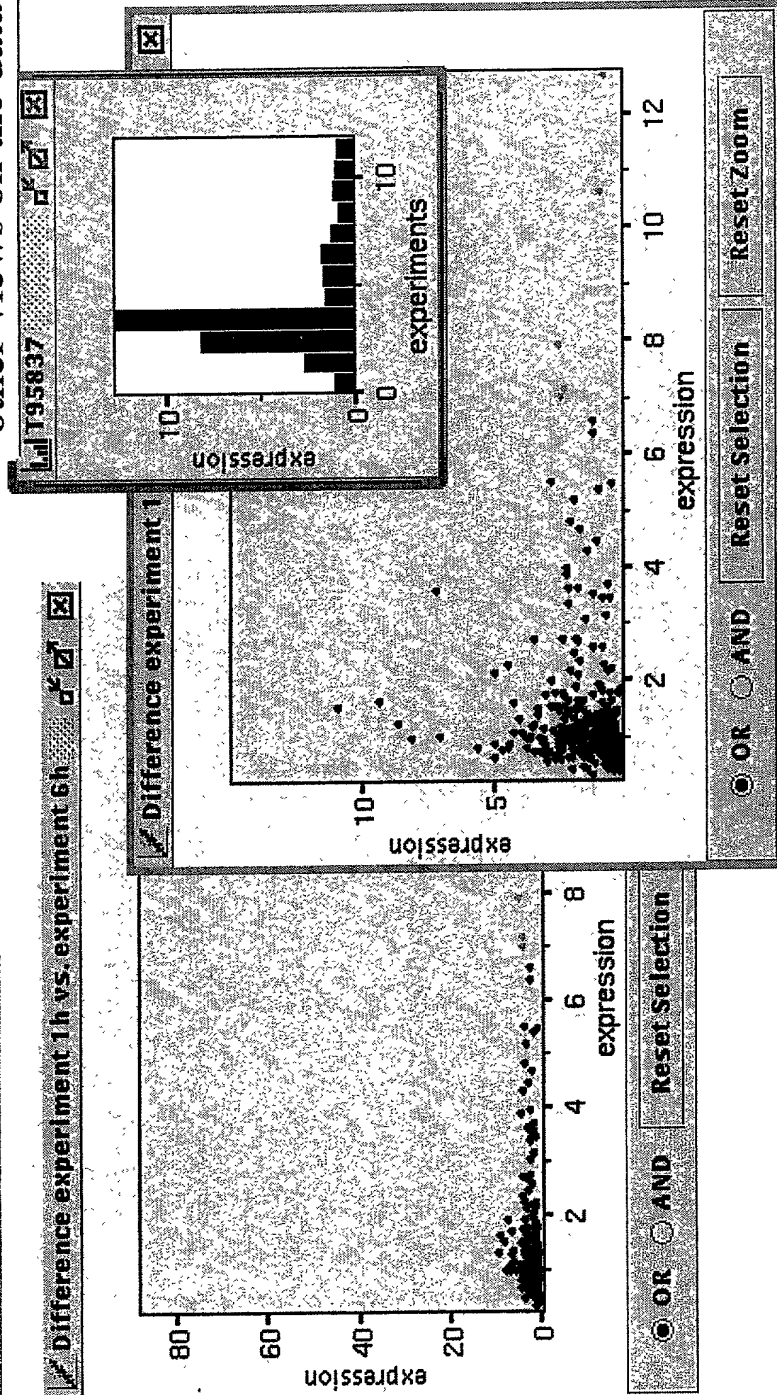 Difference experiment 1h vs. experiment 6h
80
60
40
20
0
expression
2
4
6
8
expression
OR
AND
Reset Selection
Difference experiment 1
10
5
expression
2
4
6
8
10
12
expression
OR
AND
Reset Selection
Reset Zoom
T95837
10
0
expression
0
10
experiments